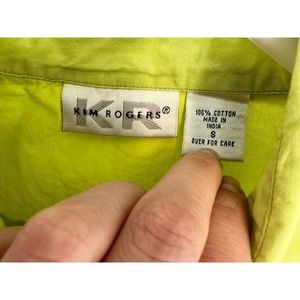 KR
KIM ROGERS®
100% COTTON
MADE IN
INDIA
S
OVER FOR CARE